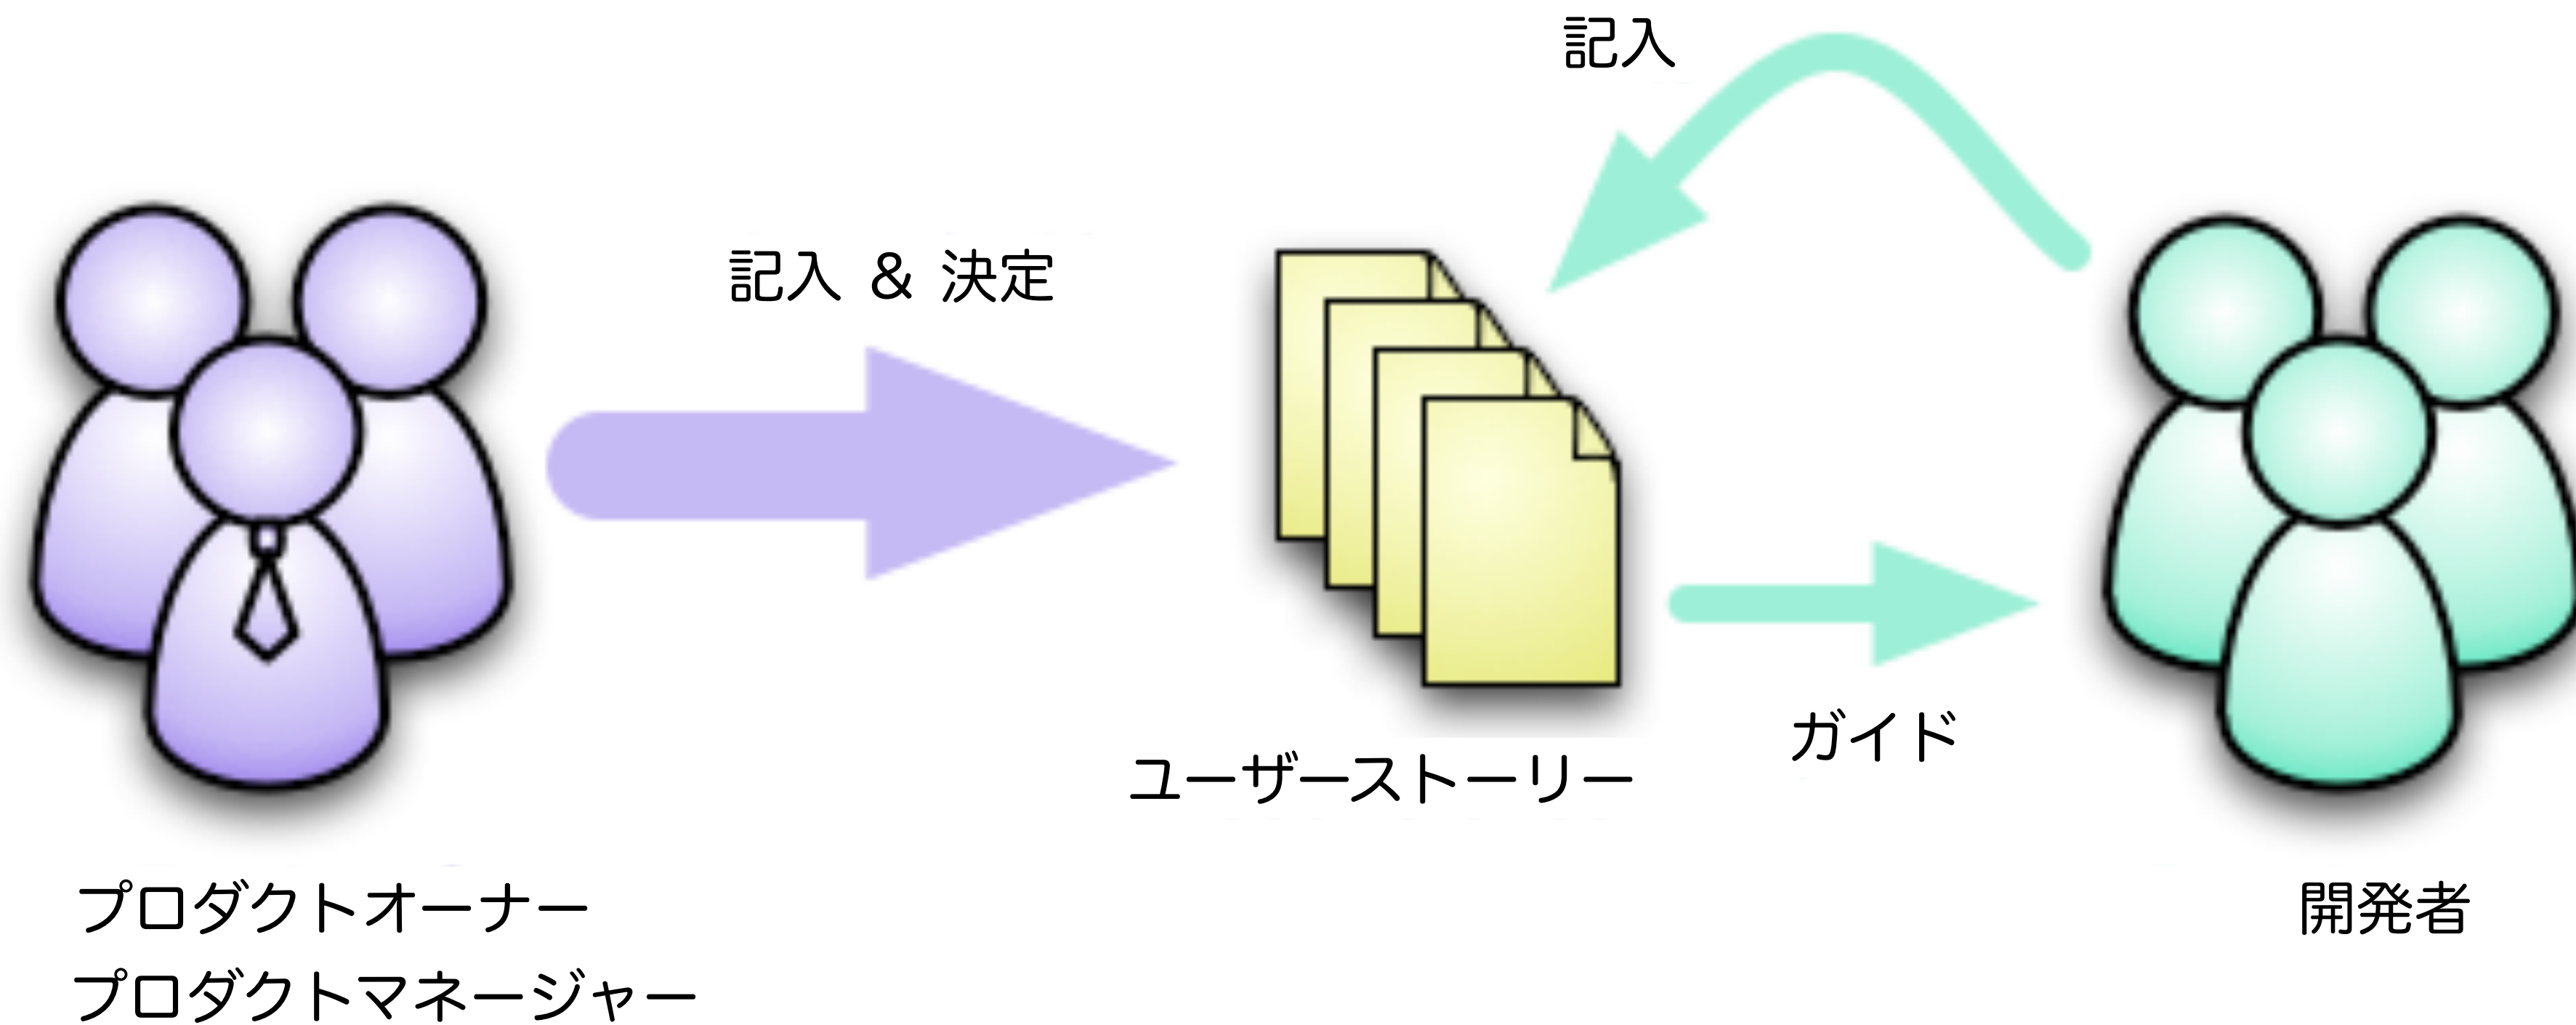 記入
記入 & 決定
ガイド
ユーザーストーリー
プロダクトオーナー
プロダクトマネージャー
開発者